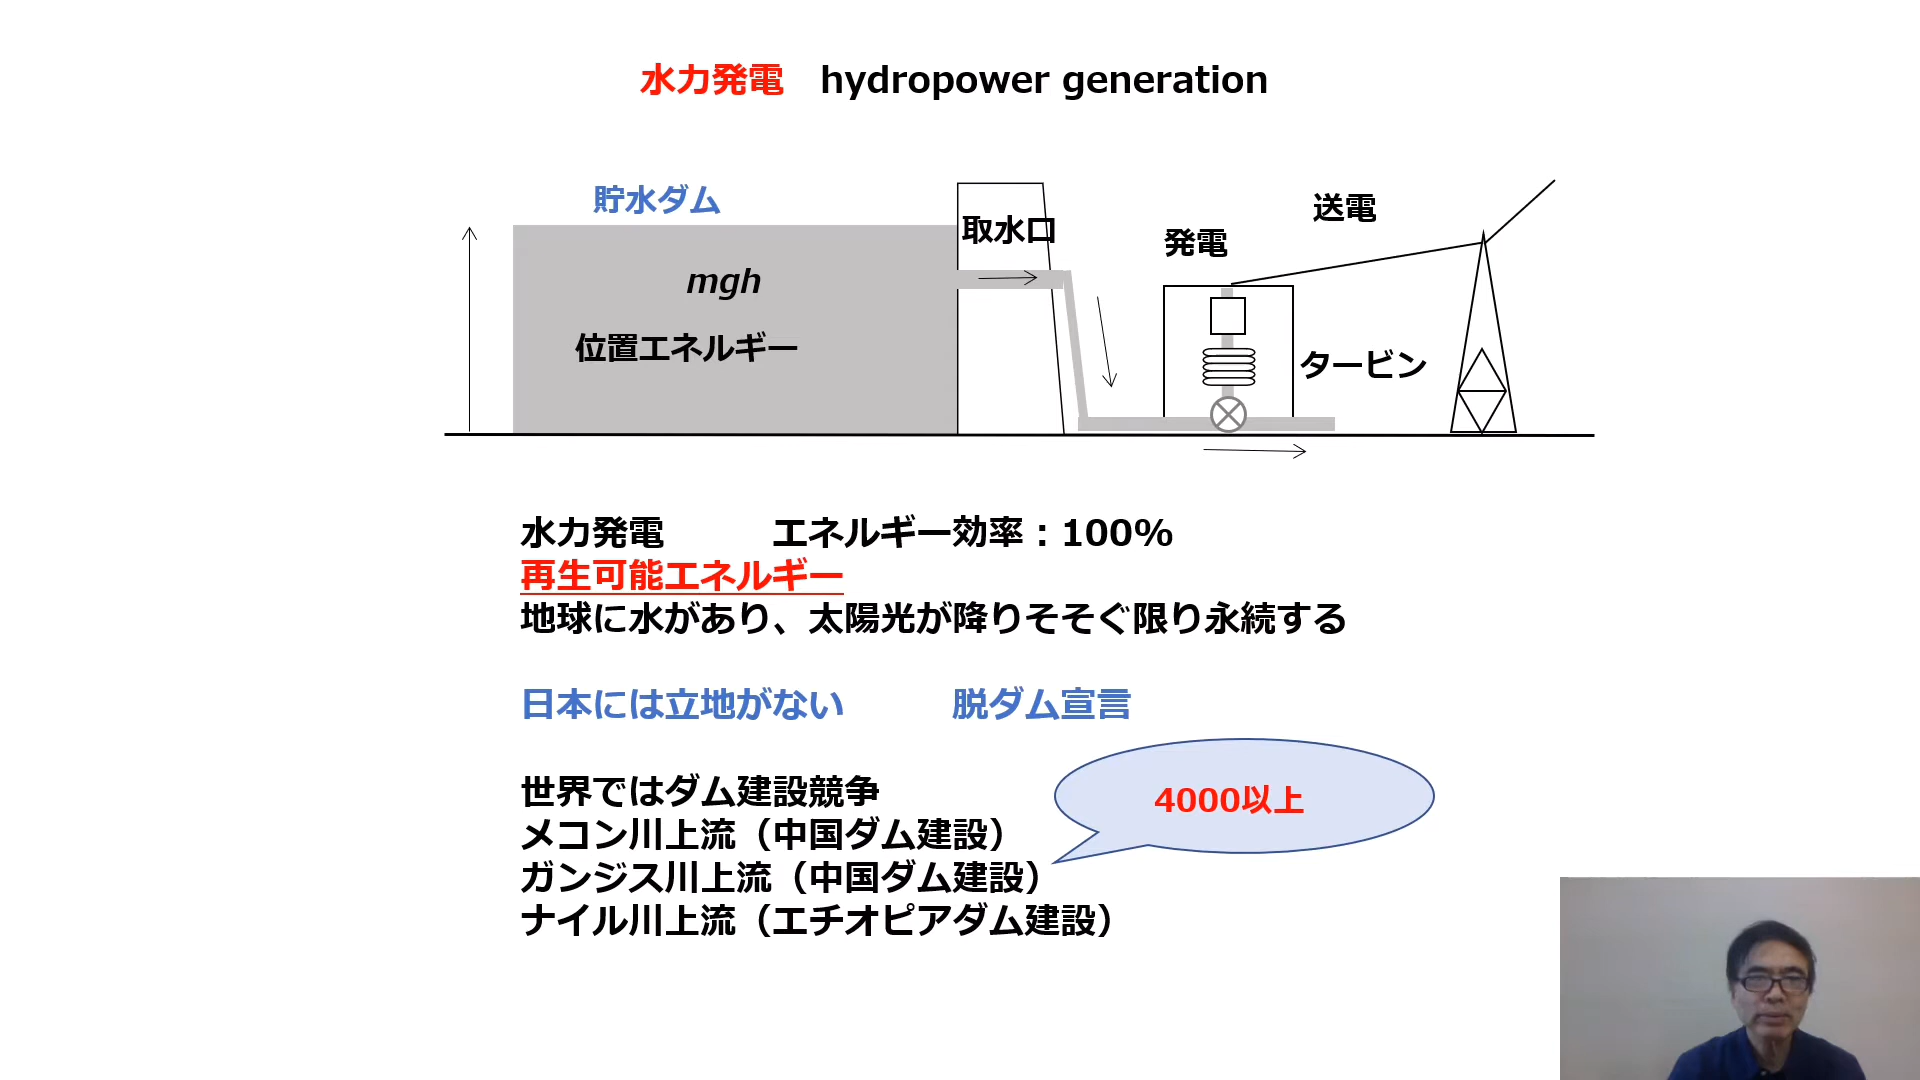 水力発電　hydropower generation
貯水ダム
取水口
発電
送電
mgh
位置エネルギー
タービン
水力発電　　　エネルギー効率：100%
再生可能エネルギー
地球に水があり、太陽光が降りそそぐ限り永続する
日本には立地がない　　　脱ダム宣言
世界ではダム建設競争
4000以上
メコン川上流（中国ダム建設）
ガンジス川上流（中国ダム建設）
ナイル川上流（エチオピアダム建設）